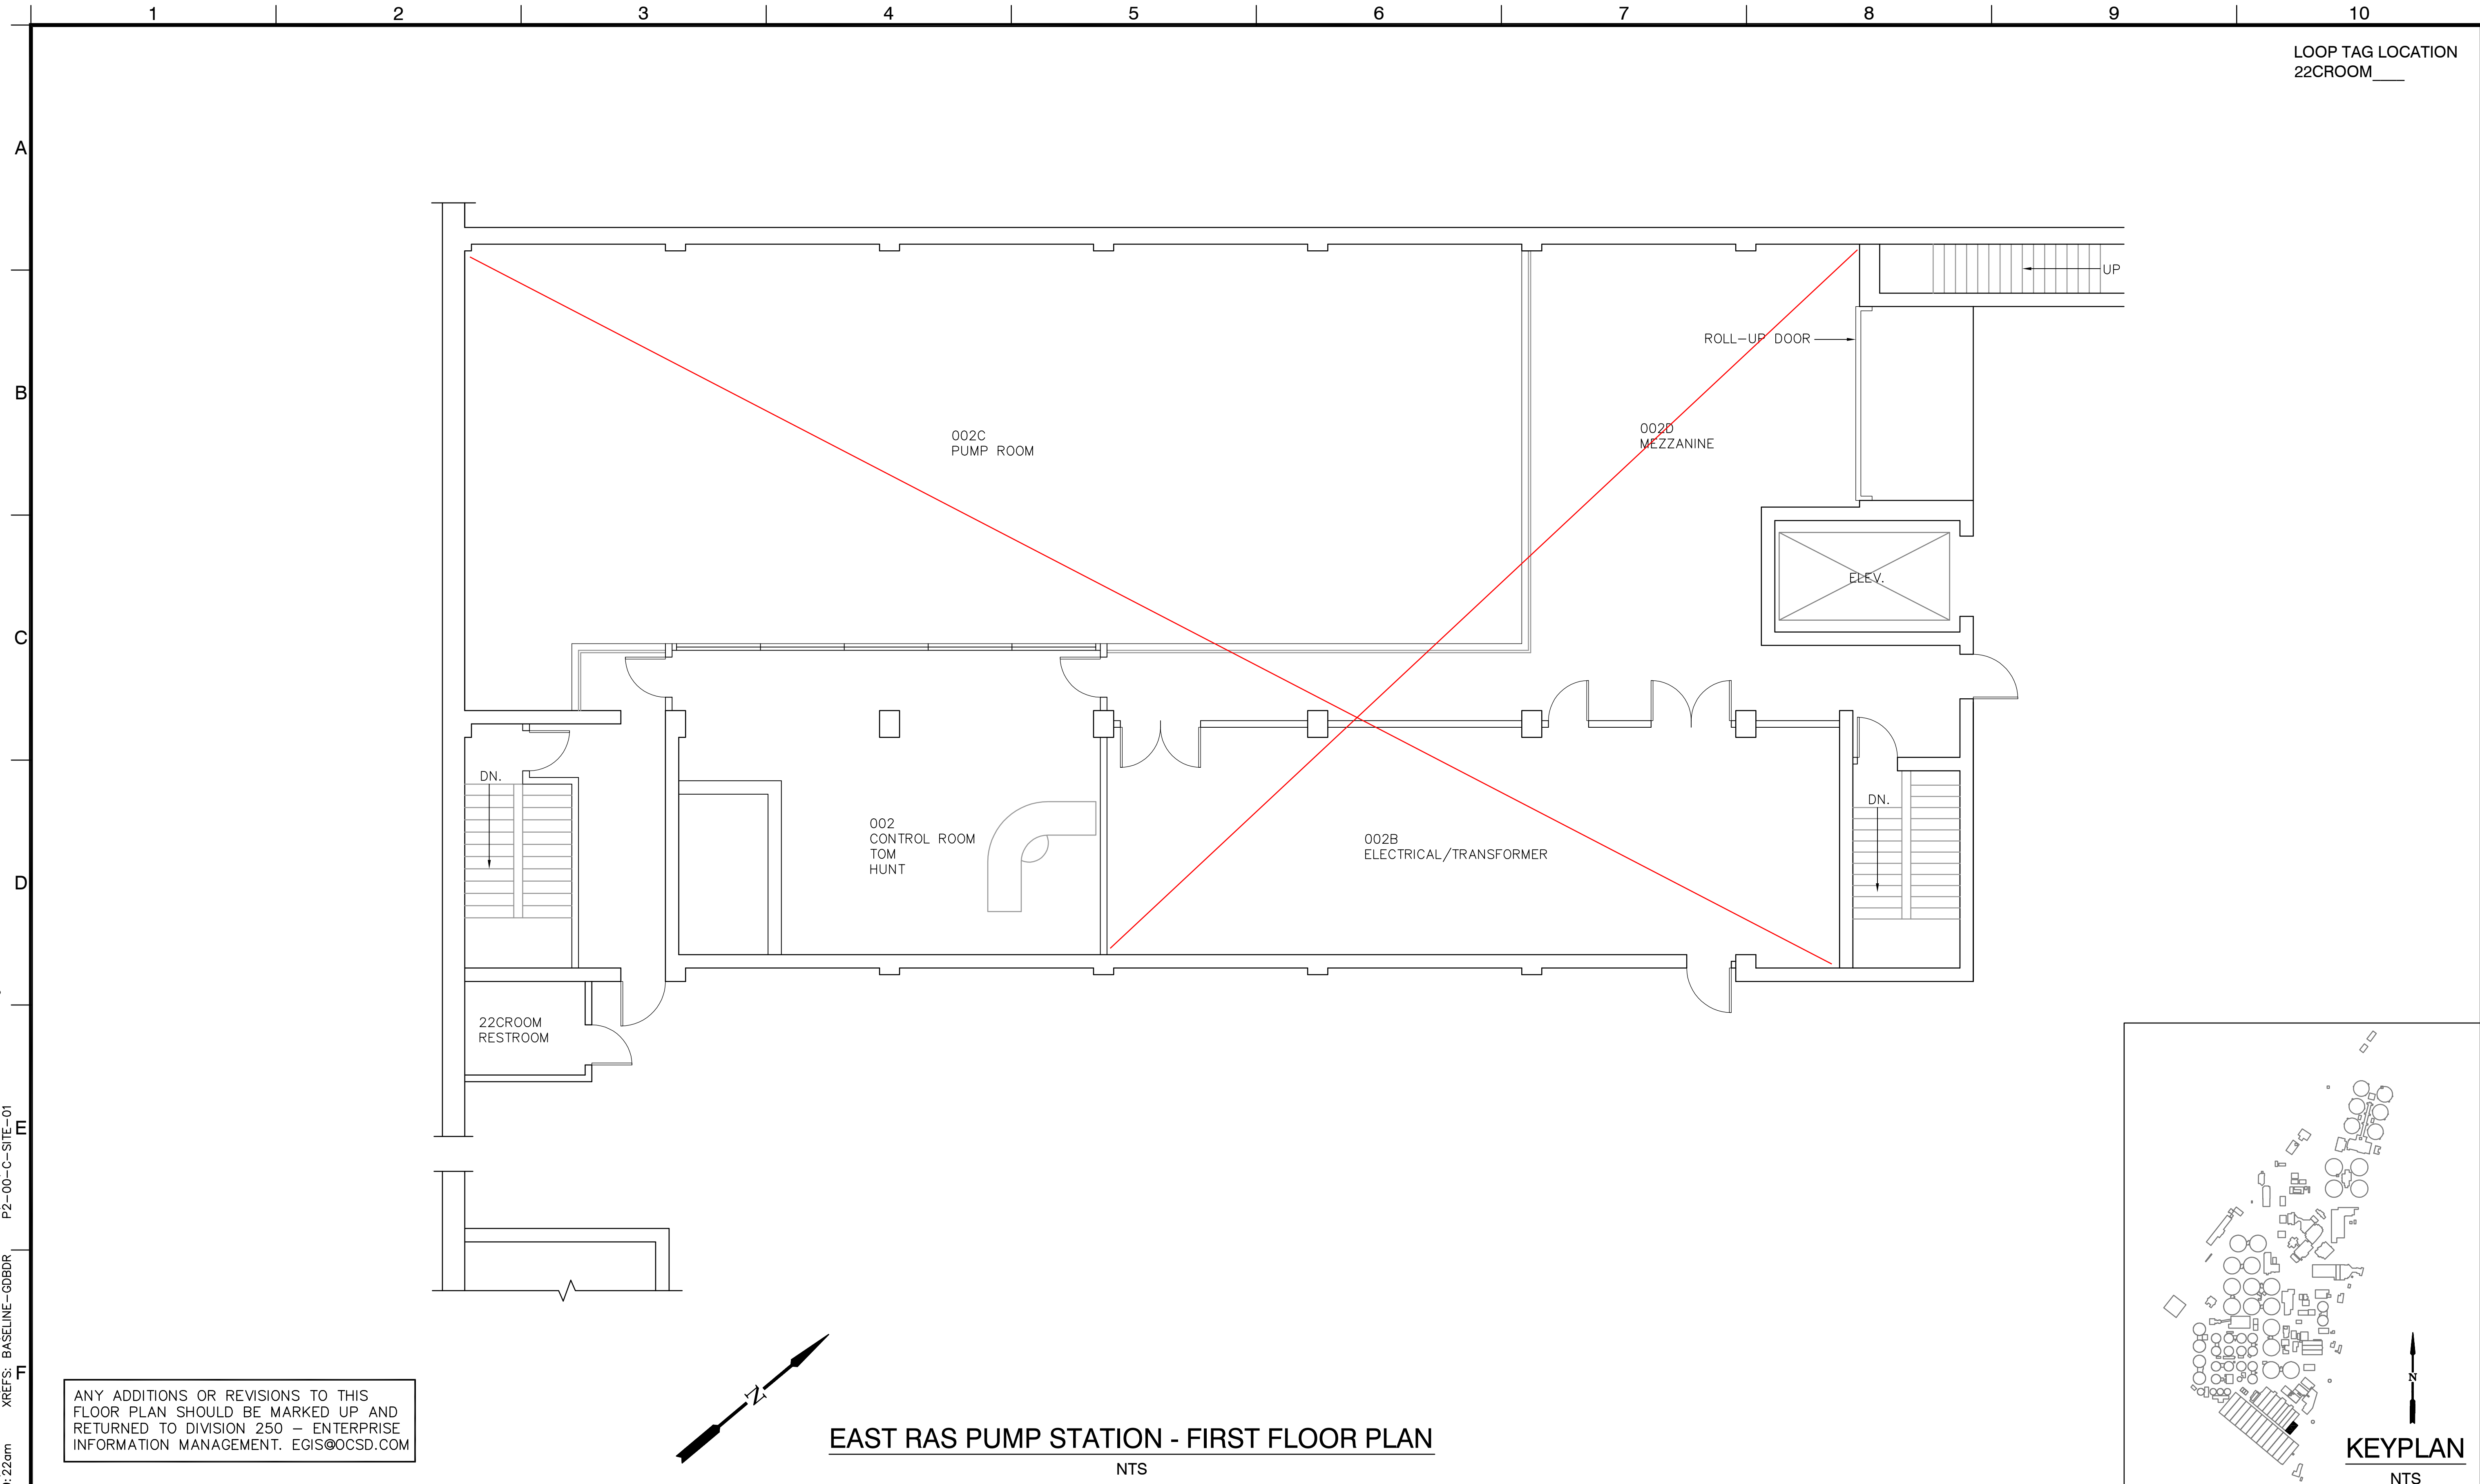 1 2 3 4 5 6 7 8 9 10
LOOP TAG LOCATION
22CROOM____
A
B
C
D
E
F
UP
ROLL-UP DOOR
002C
PUMP ROOM
002D
MEZZANINE
ELEV.
DN.
DN.
002
CONTROL ROOM
TOM
HUNT
002B
ELECTRICAL/TRANSFORMER
22CROOM
RESTROOM
P2-00-C-SITE-01
XREFS: BASELINE-GDBDR
22am
ANY ADDITIONS OR REVISIONS TO THIS
FLOOR PLAN SHOULD BE MARKED UP AND
RETURNED TO DIVISION 250 - ENTERPRISE
INFORMATION MANAGEMENT. EGIS@OCSD.COM
N
EAST RAS PUMP STATION - FIRST FLOOR PLAN
NTS
N
KEYPLAN
NTS